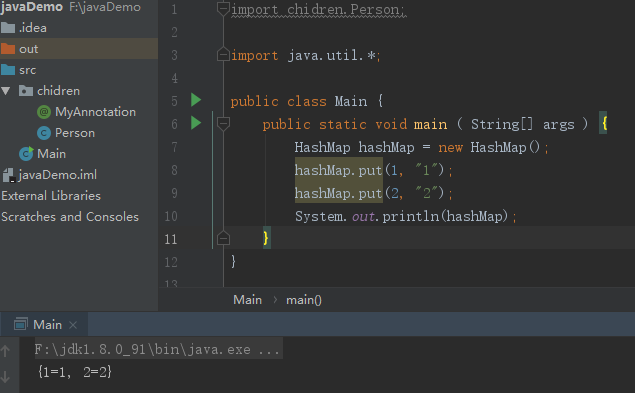 javaDemo F:\javaDemo
.idea
out
src
chidren
MyAnnotation
Person
Main
javaDemo.iml
External Libraries
Scratches and Consoles
1 import chidren.Person;
2
3 import java.util.*;
4
5 public class Main {
6 public static void main ( String[] args ) {
7 HashMap hashMap = new HashMap();
8 hashMap.put(1, "1");
9 hashMap.put(2, "2");
10 System.out.println(hashMap);
11 }
12 }
13
Main > main()
Main ×
F:\jdk1.8.0_91\bin\java.exe ...
{1=1, 2=2}